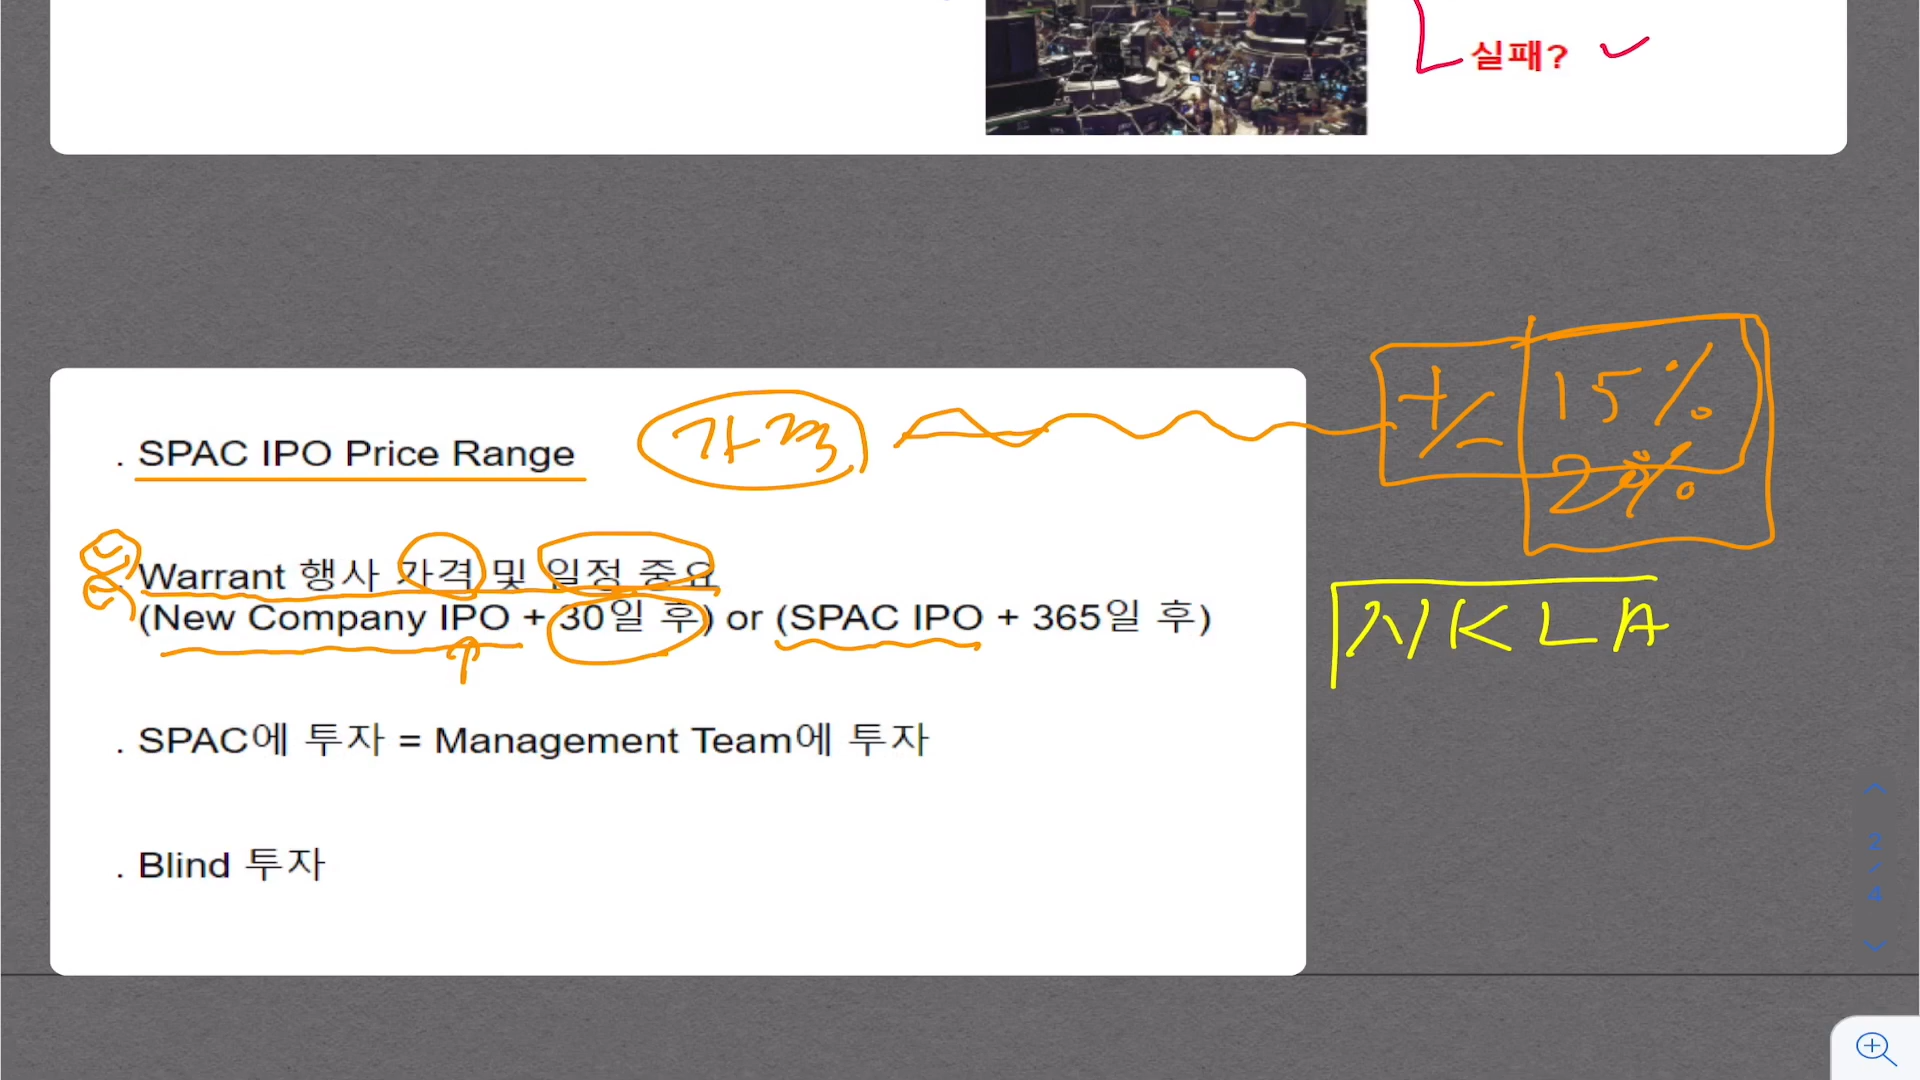 실패?
. SPAC IPO Price Range
가격
+/-
15%
20%
. Warrant 행사 가격 및 일정 중요
(New Company IPO + 30일 후) or (SPAC IPO + 365일 후)
NKLA
. SPAC에 투자 = Management Team에 투자
. Blind 투자
2
/
4